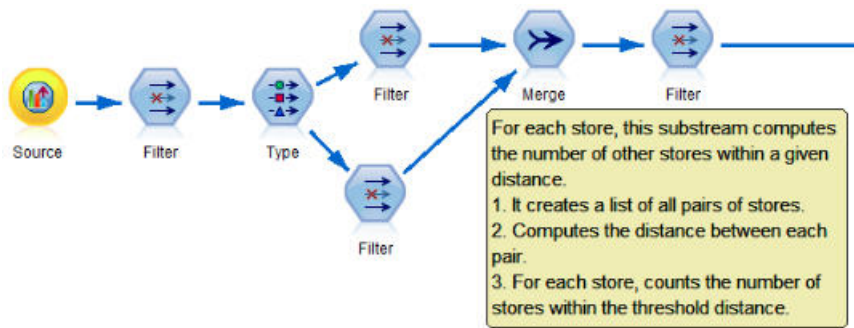 Filter
Merge
Filter
Source
Filter
Type
Filter
For each store, this substream computes
the number of other stores within a given
distance.
1. It creates a list of all pairs of stores.
2. Computes the distance between each
pair.
3. For each store, counts the number of
stores within the threshold distance.